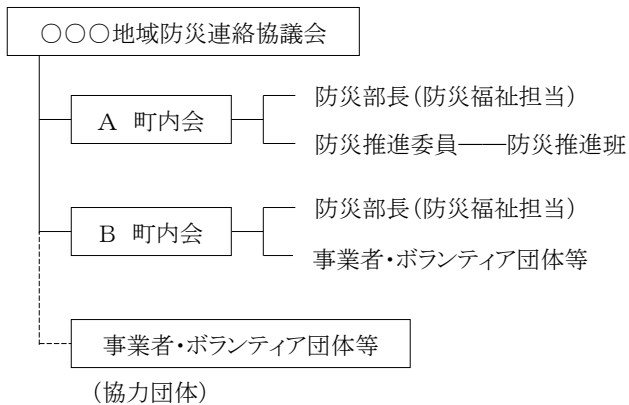 ○○○地域防災連絡協議会
防災部長（防災福祉担当）
A 町内会
防災推進委員――防災推進班
防災部長（防災福祉担当）
B 町内会
事業者・ボランティア団体等
事業者・ボランティア団体等
（協力団体）